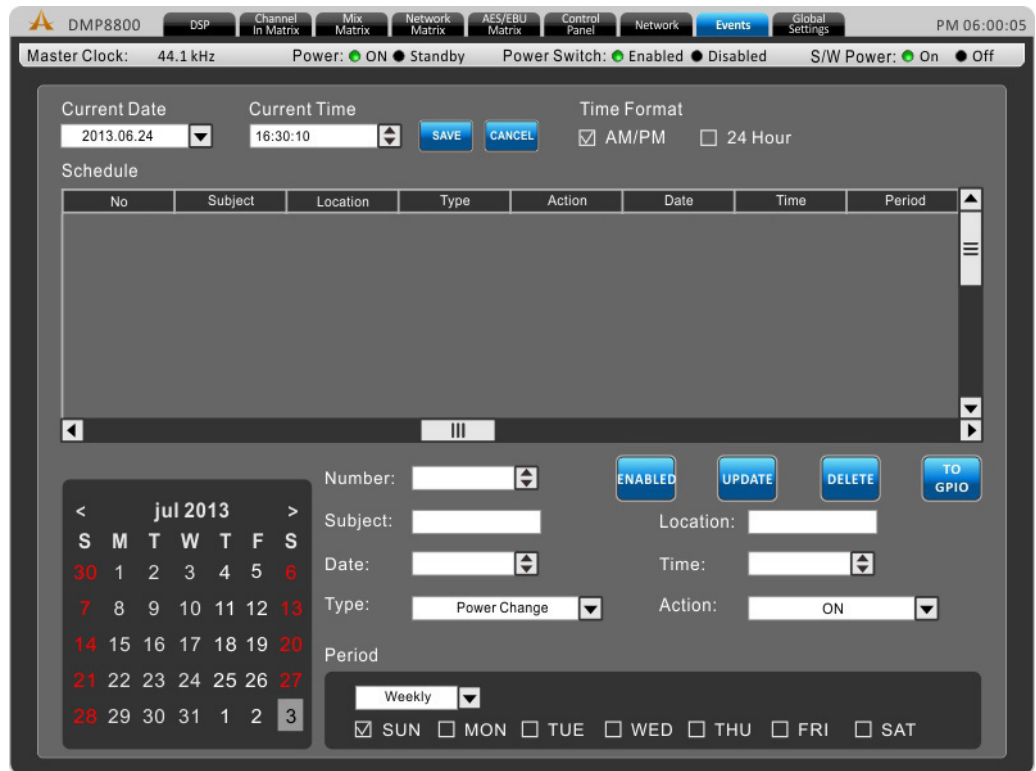 DMP8800 DSP Channel In Matrix Mix Matrix Network Matrix AES/EBU Matrix Control Panel Network Events Global Settings PM 06:00:05
Master Clock: 44.1 kHz Power: ON Standby Power Switch: Enabled Disabled S/W Power: On Off
Current Date Current Time Time Format
2013.06.24 16:30:10 SAVE CANCEL AM/PM 24 Hour
Schedule
No Subject Location Type Action Date Time Period
Number: ENABLED UPDATE DELETE TO GPIO
< jul 2013 >
S M T W T F S
30 1 2 3 4 5 6
7 8 9 10 11 12 13
14 15 16 17 18 19 20
21 22 23 24 25 26 27
28 29 30 31 1 2 3
Subject: Location:
Date: Time:
Type: Power Change Action: ON
Period
Weekly
SUN MON TUE WED THU FRI SAT